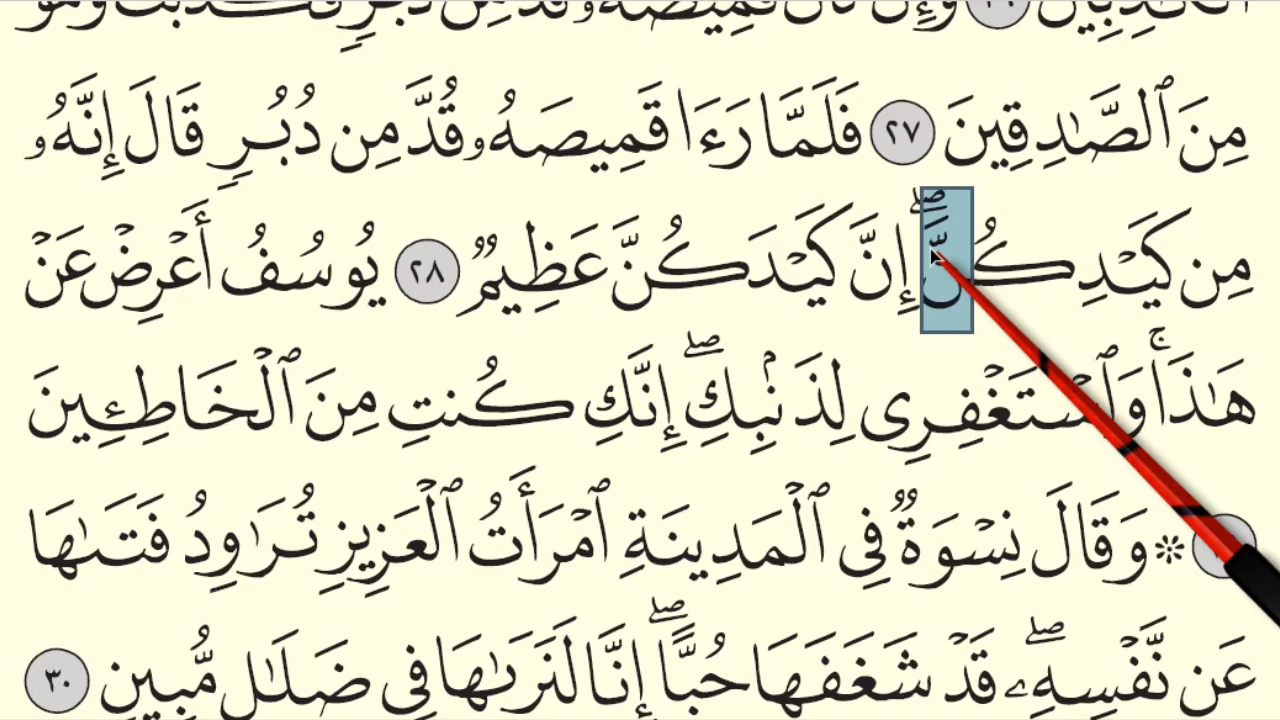 مِنَ ٱلصَّـٰدِقِينَ ٢٧ فَلَمَّا رَءَا قَمِيصَهُۥ قُدَّ مِن دُبُرٍ قَالَ إِنَّهُۥ
مِن كَيْدِكُنَّ ۖ إِنَّ كَيْدَكُنَّ عَظِيمٌ ٢٨ يُوسُفُ أَعْرِضْ عَنْ
هَـٰذَا ۚ وَٱسْتَغْفِرِى لِذَنۢبِكِ ۖ إِنَّكِ كُنتِ مِنَ ٱلْخَاطِـِٔينَ
۞ وَقَالَ نِسْوَةٌ فِى ٱلْمَدِينَةِ ٱمْرَأَتُ ٱلْعَزِيزِ تُرَٰوِدُ فَتَىٰهَا
عَن نَّفْسِهِۦ ۖ قَدْ شَغَفَهَا حُبًّا ۖ إِنَّا لَنَرَىٰهَا فِى ضَلَـٰلٍ مُّبِينٍ ٣٠